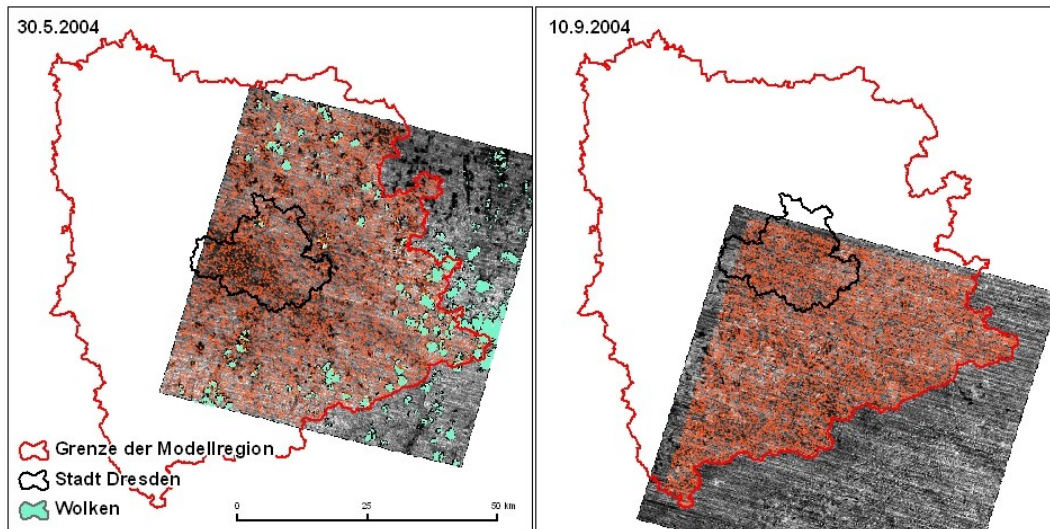 30.5.2004
10.9.2004
Grenze der Modellregion
Stadt Dresden
Wolken
0 25 50 km